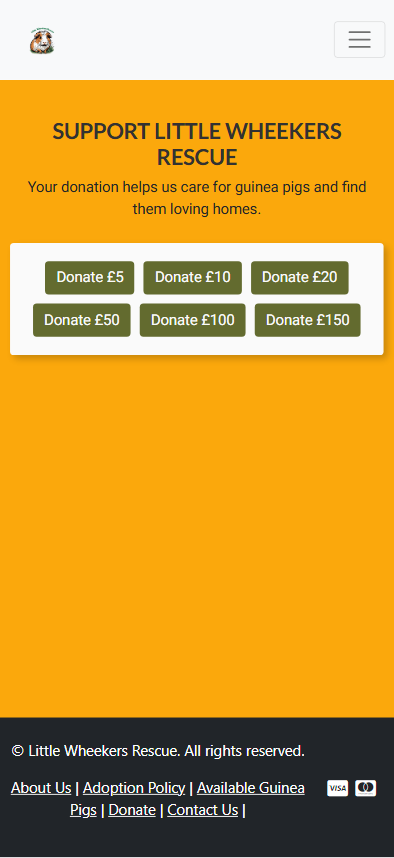 SUPPORT LITTLE WHEEKERS
RESCUE
Your donation helps us care for guinea pigs and find
them loving homes.
Donate £5 Donate £10 Donate £20
Donate £50 Donate £100 Donate £150
© Little Wheekers Rescue. All rights reserved.
About Us | Adoption Policy | Available Guinea
Pigs | Donate | Contact Us |
VISA